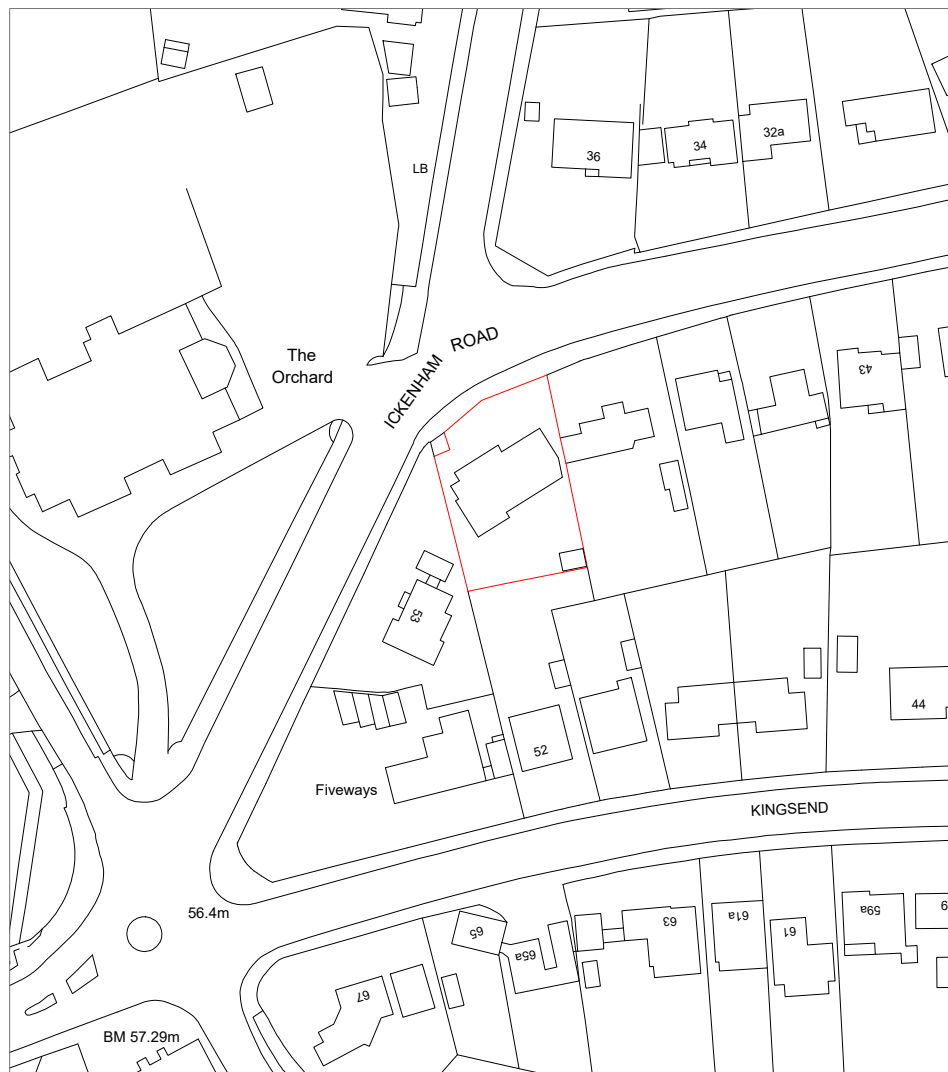 LB
36
34
32a
ICKENHAM ROAD
The
Orchard
43
53
44
52
Fiveways
KINGSEND
56.4m
63
61a
59a
61
65
65a
67
BM 57.29m